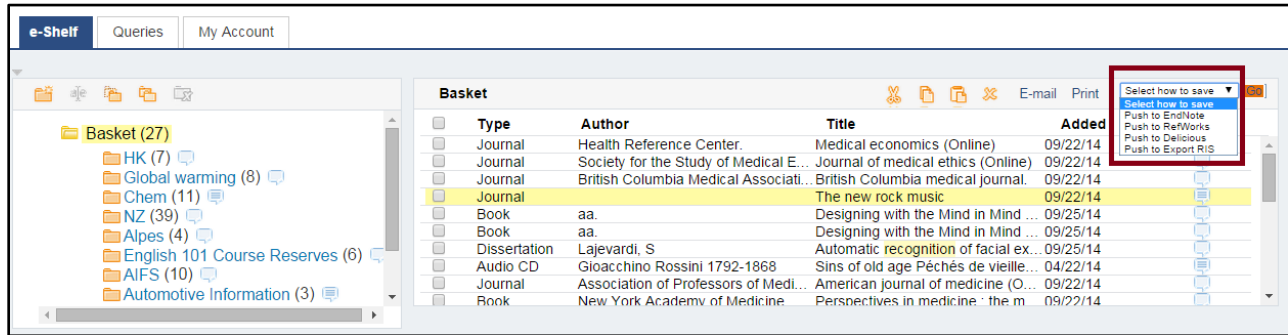 e-Shelf Queries My Account
Basket E-mail Print Select how to save Go
Select how to save
Push to EndNote
Push to RefWorks
Push to Delicious
Push to Export RIS
Basket (27)
HK (7)
Global warming (8)
Chem (11)
NZ (39)
Alpes (4)
English 101 Course Reserves (6)
AIFS (10)
Automotive Information (3)
Type Author Title Added
Journal Health Reference Center. Medical economics (Online) 09/22/14
Journal Society for the Study of Medical E... Journal of medical ethics (Online) 09/22/14
Journal British Columbia Medical Associati... British Columbia medical journal. 09/22/14
Journal The new rock music 09/22/14
Book aa. Designing with the Mind in Mind ... 09/25/14
Book aa. Designing with the Mind in Mind ... 09/25/14
Dissertation Lajevardi, S Automatic recognition of facial ex... 09/25/14
Audio CD Gioacchino Rossini 1792-1868 Sins of old age Péchés de vieille... 04/22/14
Journal Association of Professors of Medi... American journal of medicine (O... 09/22/14
Book New York Academy of Medicine Perspectives in medicine : the m 09/22/14